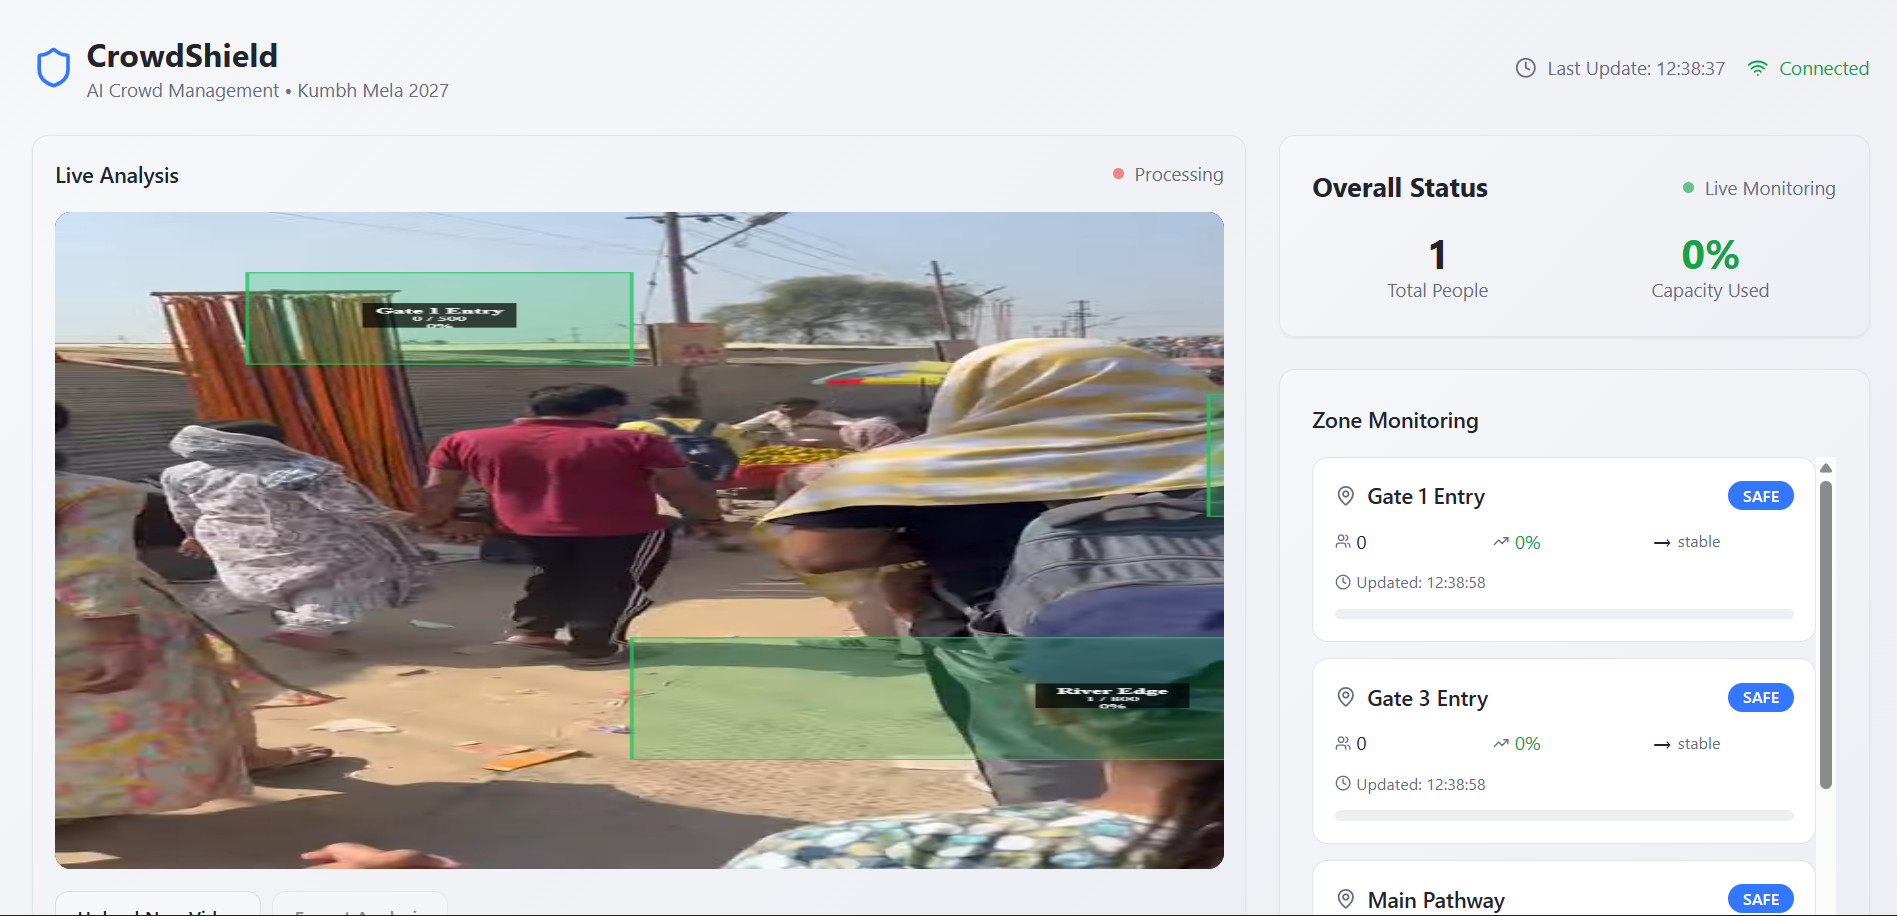 CrowdShield
AI Crowd Management • Kumbh Mela 2027
Last Update: 12:38:37
Connected
Live Analysis
Processing
Gate 1 Entry
0 / 500
0%
River Edge
1 / 800
0%
Overall Status
Live Monitoring
1
Total People
0%
Capacity Used
Zone Monitoring
Gate 1 Entry
SAFE
0
0%
→ stable
Updated: 12:38:58
Gate 3 Entry
SAFE
0
0%
→ stable
Updated: 12:38:58
Main Pathway
SAFE